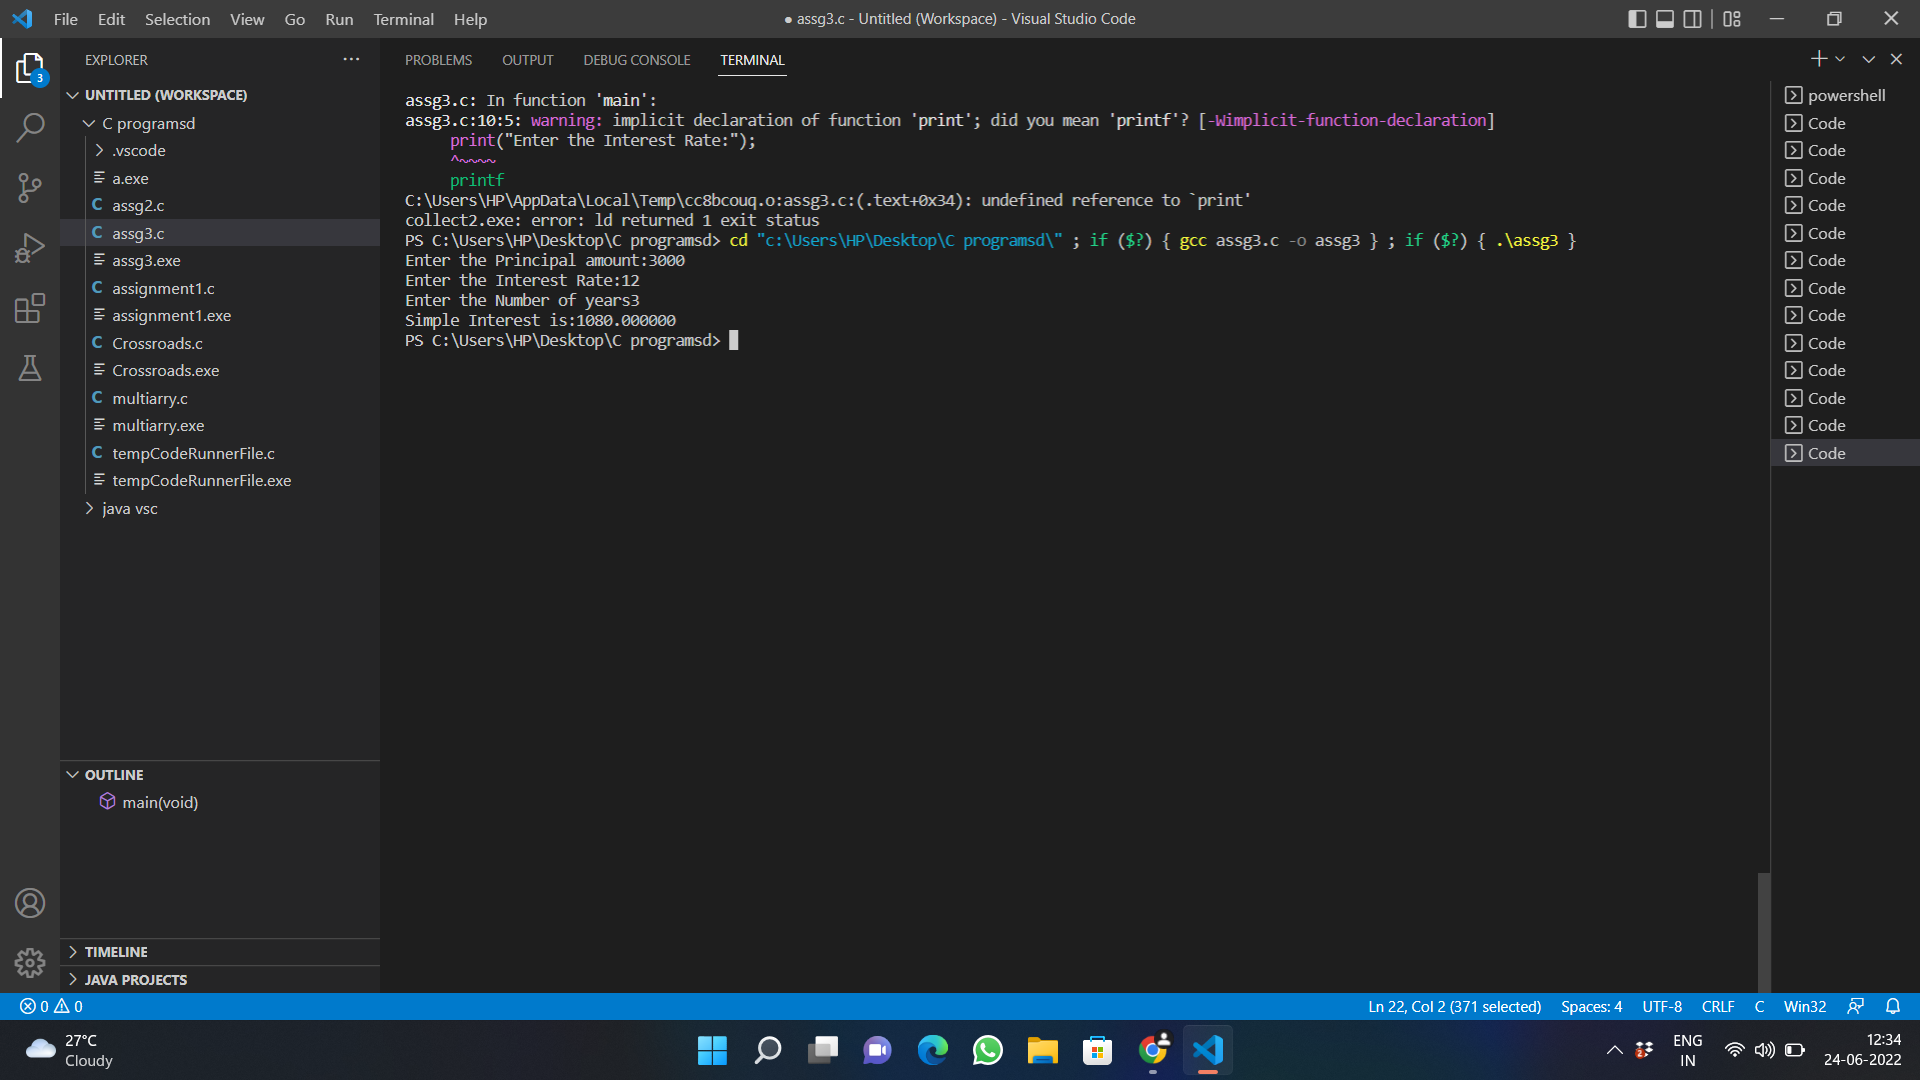 File Edit Selection View Go Run Terminal Help
● assg3.c - Untitled (Workspace) - Visual Studio Code
3
EXPLORER
UNTITLED (WORKSPACE)
C programsd
.vscode
a.exe
C assg2.c
C assg3.c
assg3.exe
C assignment1.c
assignment1.exe
C Crossroads.c
Crossroads.exe
C multiarry.c
multiarry.exe
C tempCodeRunnerFile.c
tempCodeRunnerFile.exe
java vsc
OUTLINE
main(void)
TIMELINE
JAVA PROJECTS
PROBLEMS OUTPUT DEBUG CONSOLE TERMINAL
assg3.c: In function 'main':
assg3.c:10:5: warning: implicit declaration of function 'print'; did you mean 'printf'? [-Wimplicit-function-declaration]
print("Enter the Interest Rate:");
^~~~~
printf
C:\Users\HP\AppData\Local\Temp\cc8bcouq.o:assg3.c:(.text+0x34): undefined reference to `print'
collect2.exe: error: ld returned 1 exit status
PS C:\Users\HP\Desktop\C programsd> cd "c:\Users\HP\Desktop\C programsd\" ; if ($?) { gcc assg3.c -o assg3 } ; if ($?) { .\assg3 }
Enter the Principal amount:3000
Enter the Interest Rate:12
Enter the Number of years3
Simple Interest is:1080.000000
PS C:\Users\HP\Desktop\C programsd>
powershell
Code
Code
Code
Code
Code
Code
Code
Code
Code
Code
Code
Code
Code
0 0
Ln 22, Col 2 (371 selected) Spaces: 4 UTF-8 CRLF C Win32
27°C
Cloudy
2
ENG
IN
12:34
24-06-2022